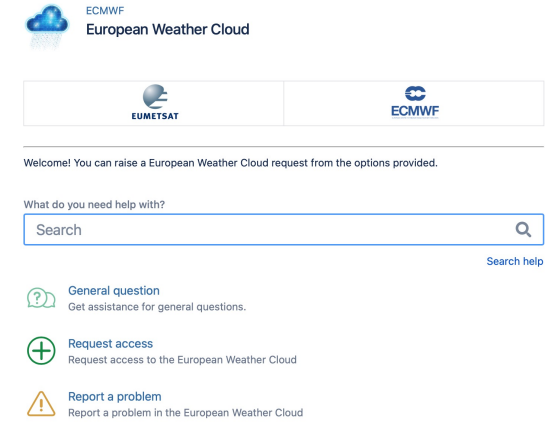 ECMWF
European Weather Cloud
EUMETSAT
ECMWF
Welcome! You can raise a European Weather Cloud request from the options provided.
What do you need help with?
Search
Search help
General question
Get assistance for general questions.
Request access
Request access to the European Weather Cloud
Report a problem
Report a problem in the European Weather Cloud